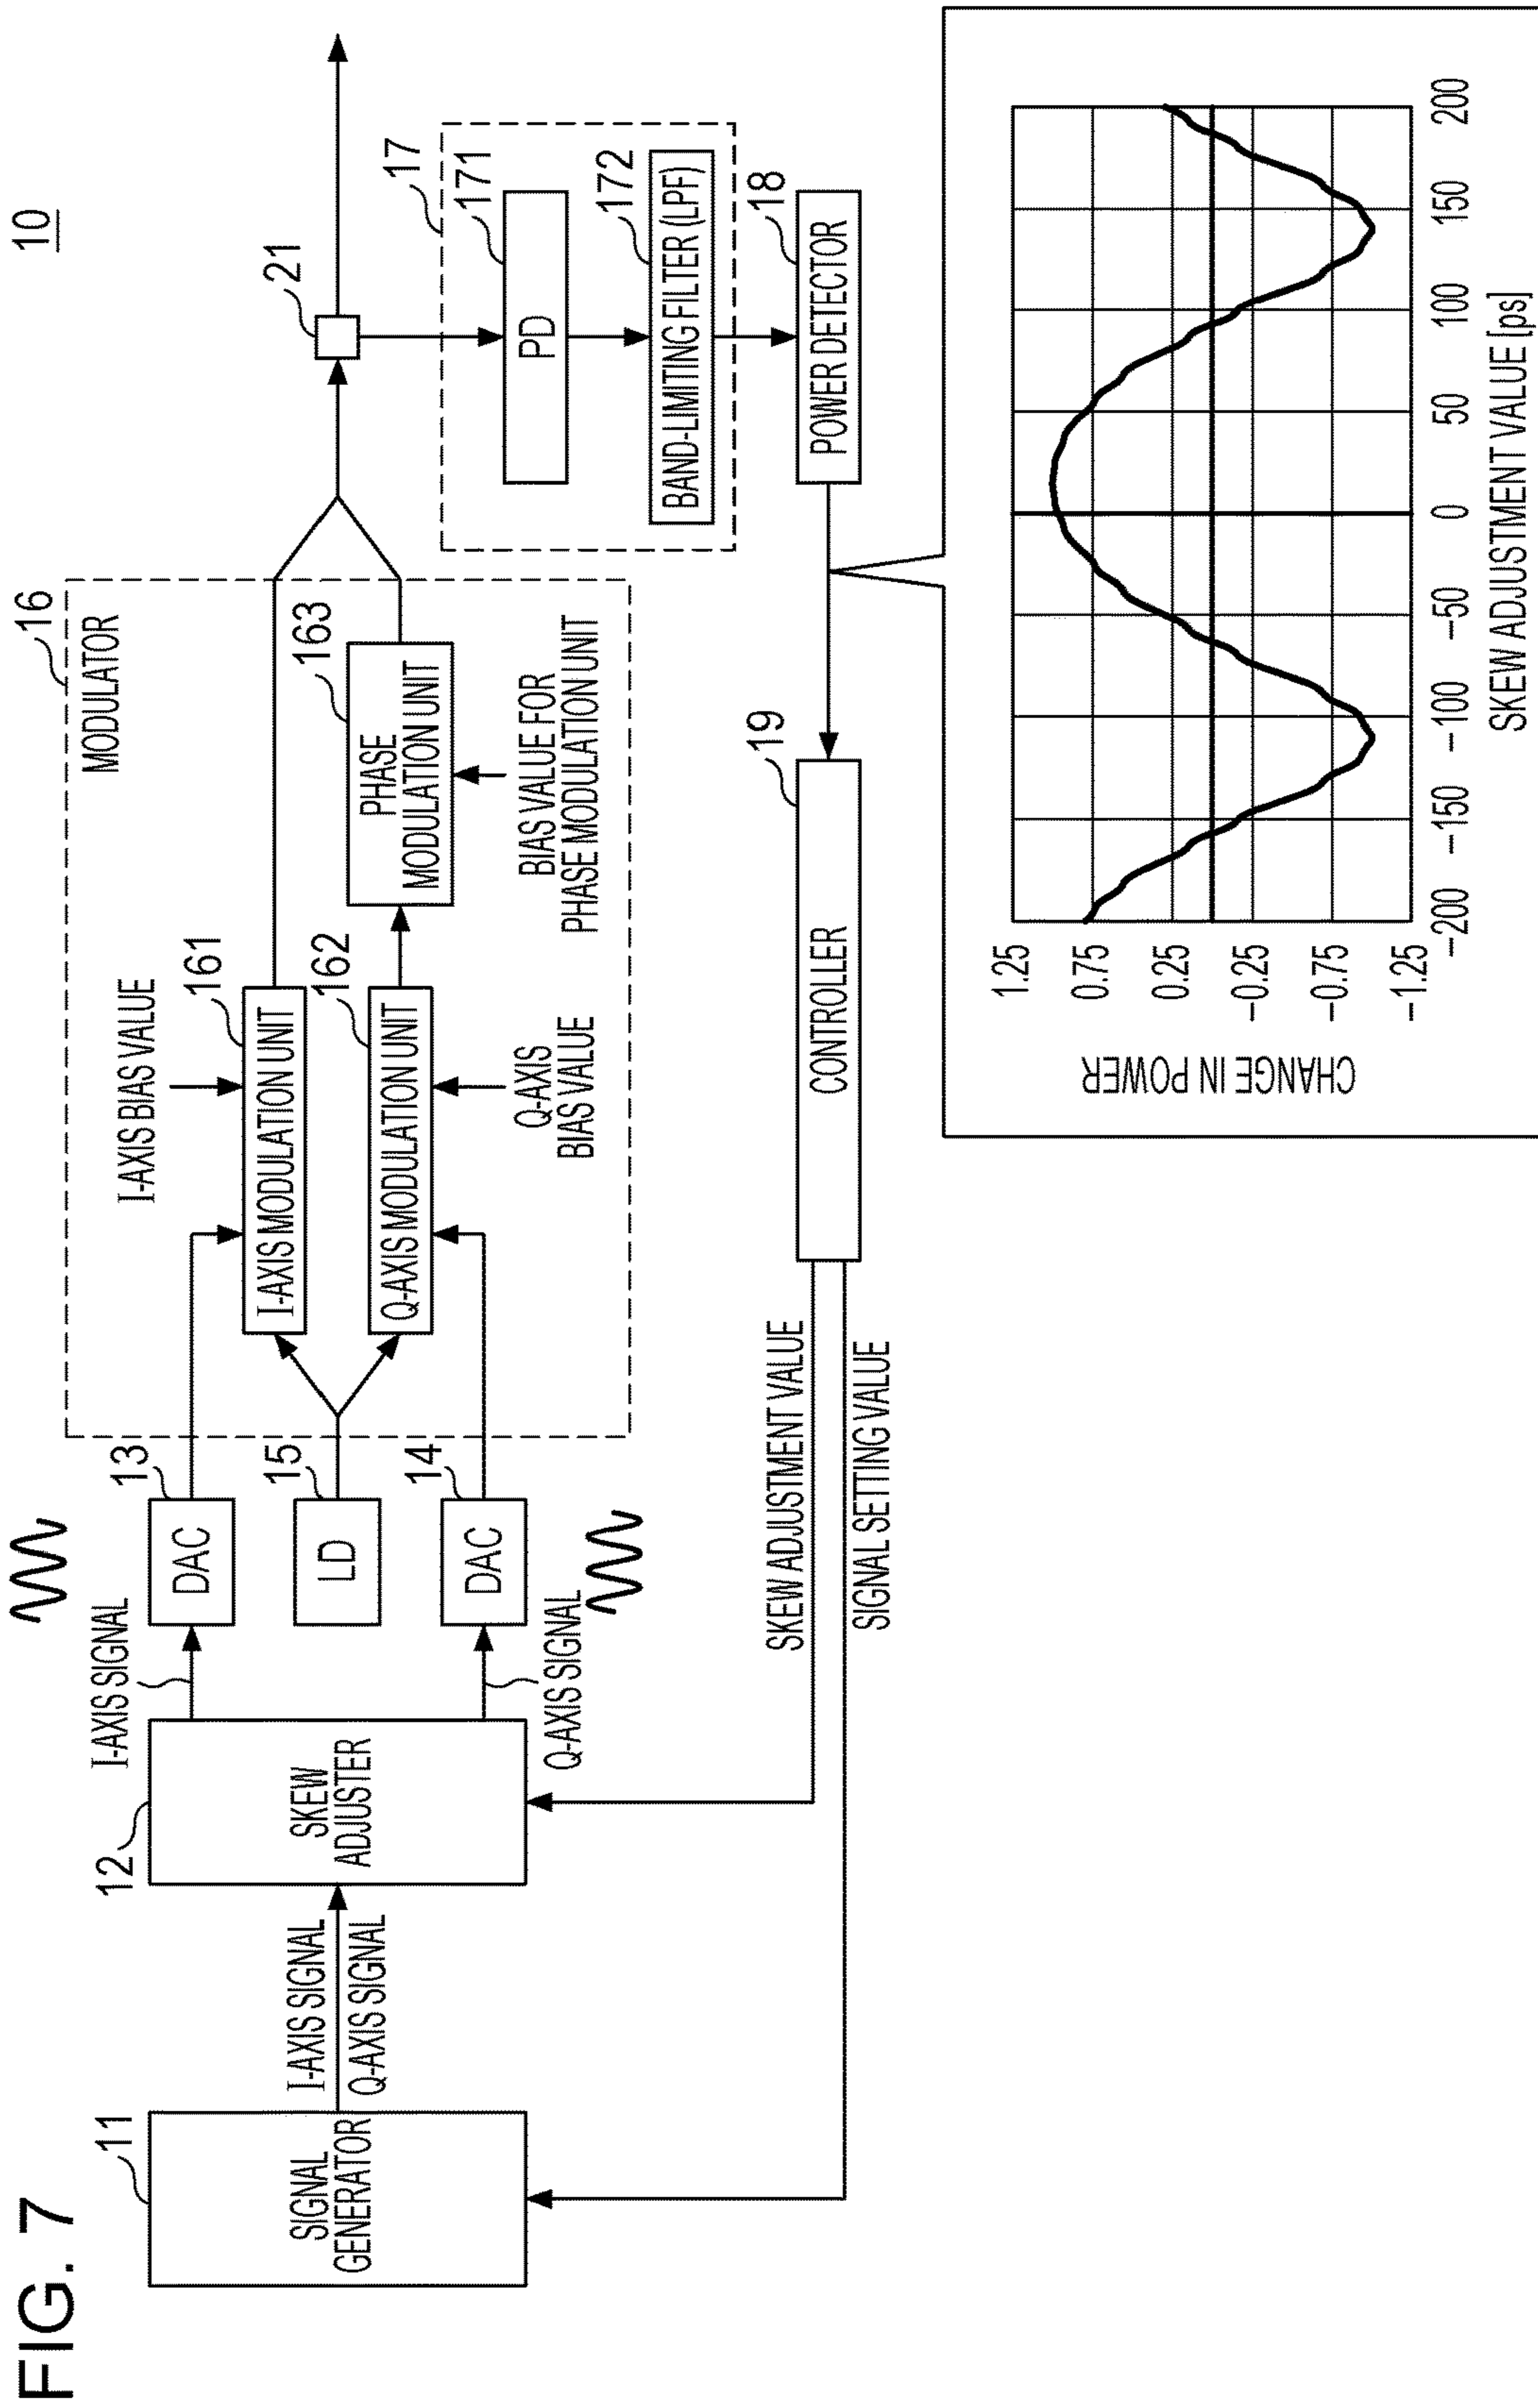 FIG. 7
10
11
SIGNAL
GENERATOR
I-AXIS SIGNAL
Q-AXIS SIGNAL
12
SKEW
ADJUSTER
I-AXIS SIGNAL
Q-AXIS SIGNAL
13
DAC
15
LD
14
DAC
16
MODULATOR
I-AXIS BIAS VALUE
161
I-AXIS MODULATION UNIT
162
Q-AXIS MODULATION UNIT
Q-AXIS
BIAS VALUE
163
PHASE
MODULATION UNIT
BIAS VALUE FOR
PHASE MODULATION UNIT
21
17
171
PD
172
BAND-LIMITING FILTER (LPF)
18
POWER DETECTOR
19
CONTROLLER
SKEW ADJUSTMENT VALUE
SIGNAL SETTING VALUE
CHANGE IN POWER
1.25
0.75
0.25
−0.25
−0.75
−1.25
−200
−150
−100
−50
0
50
100
150
200
SKEW ADJUSTMENT VALUE [ps]